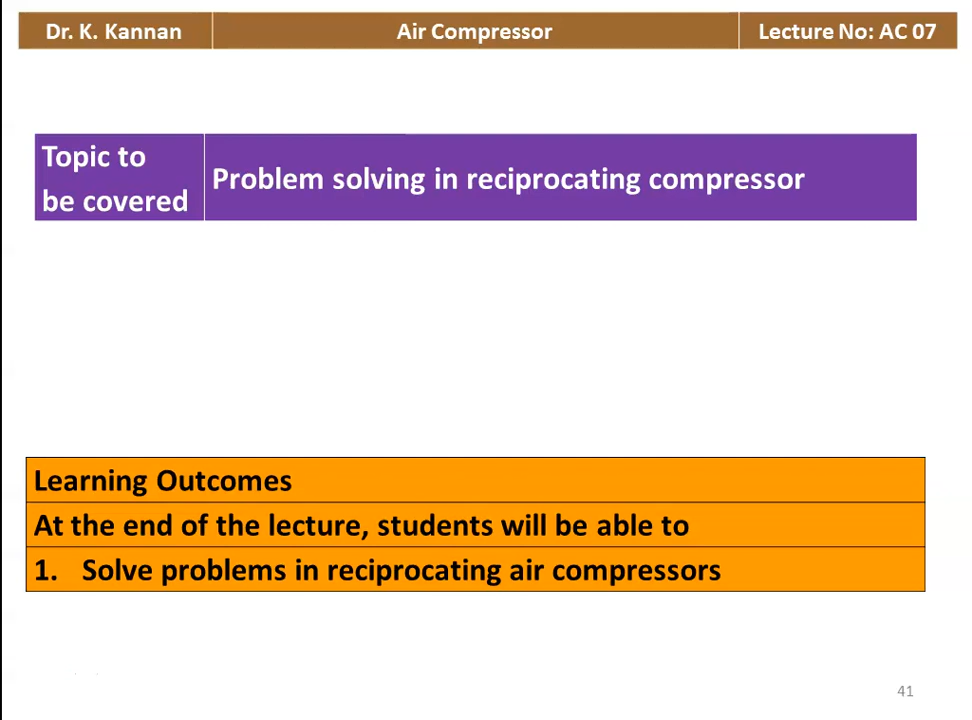 Dr. K. Kannan
Air Compressor
Lecture No: AC 07
Topic to
be covered
Problem solving in reciprocating compressor
Learning Outcomes
At the end of the lecture, students will be able to
1. Solve problems in reciprocating air compressors
41